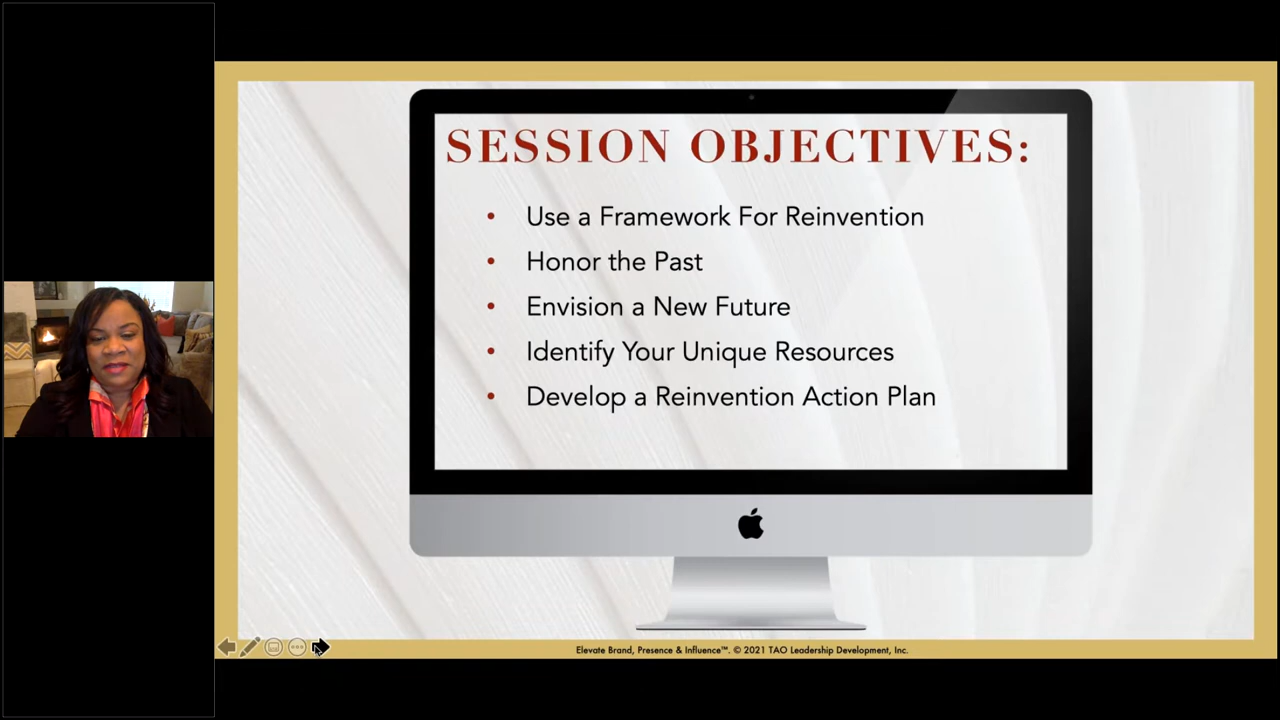 SESSION OBJECTIVES:
• Use a Framework For Reinvention
• Honor the Past
• Envision a New Future
• Identify Your Unique Resources
• Develop a Reinvention Action Plan
Elevate Brand, Presence & Influence™. © 2021 TAO Leadership Development, Inc.